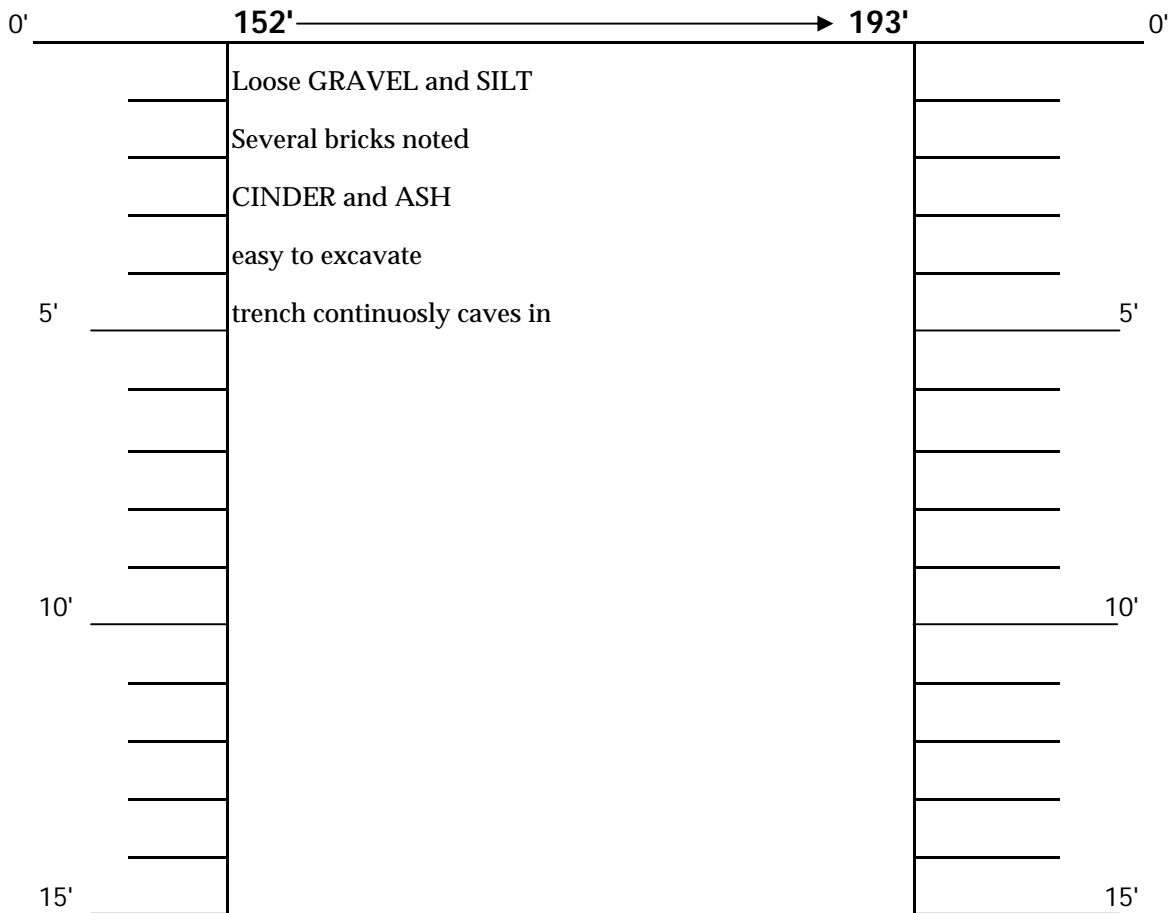 0' 152' 193' 0'
Loose GRAVEL and SILT
Several bricks noted
CINDER and ASH
easy to excavate
5' trench continuosly caves in 5'
10' 10'
15' 15'